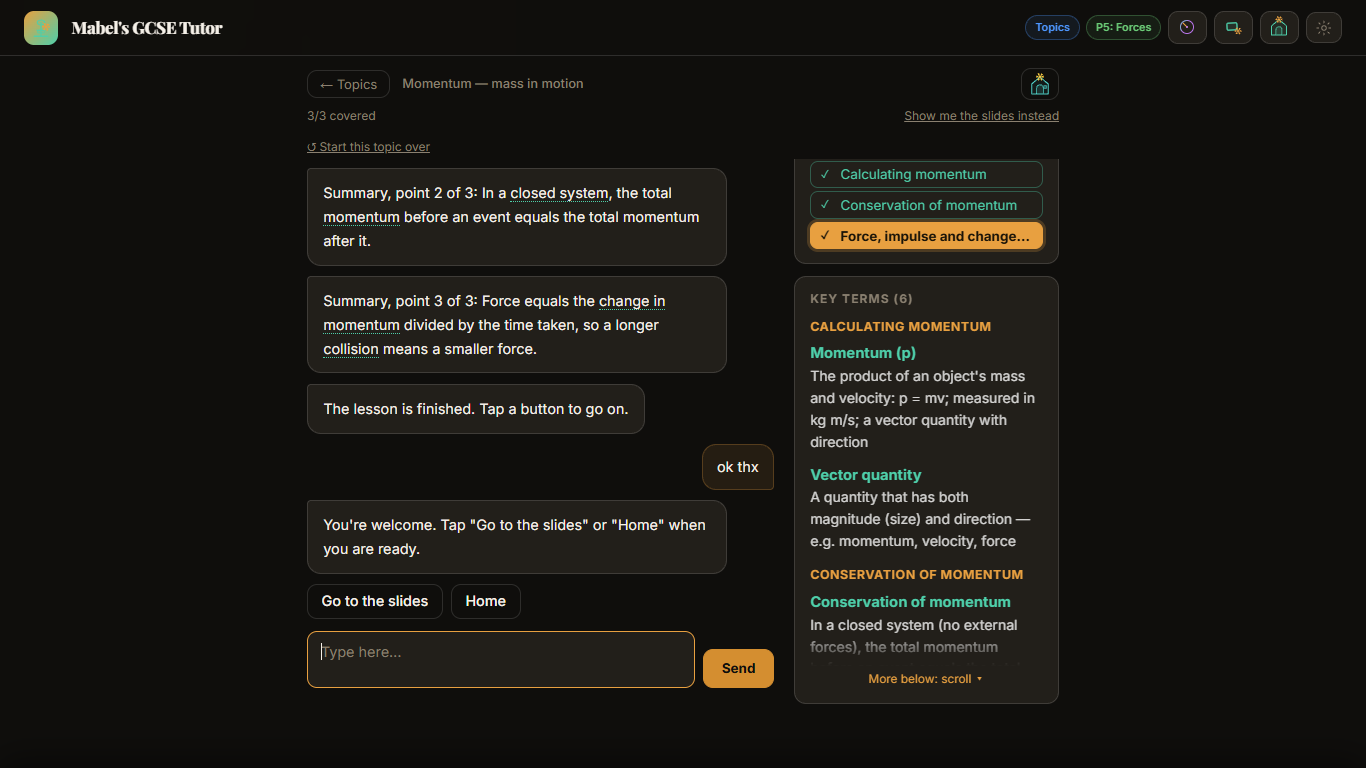 Mabel's GCSE Tutor
Topics
P5: Forces
← Topics
Momentum — mass in motion
3/3 covered
Show me the slides instead
↺ Start this topic over
Summary, point 2 of 3: In a closed system, the total
momentum before an event equals the total momentum
after it.
Summary, point 3 of 3: Force equals the change in
momentum divided by the time taken, so a longer
collision means a smaller force.
The lesson is finished. Tap a button to go on.
ok thx
You're welcome. Tap "Go to the slides" or "Home" when
you are ready.
Go to the slides
Home
Type here...
Send
✓ Calculating momentum
✓ Conservation of momentum
✓ Force, impulse and change...
KEY TERMS (6)
CALCULATING MOMENTUM
Momentum (p)
The product of an object's mass
and velocity: p = mv; measured in
kg m/s; a vector quantity with
direction
Vector quantity
A quantity that has both
magnitude (size) and direction —
e.g. momentum, velocity, force
CONSERVATION OF MOMENTUM
Conservation of momentum
In a closed system (no external
forces), the total momentum
More below: scroll ▾